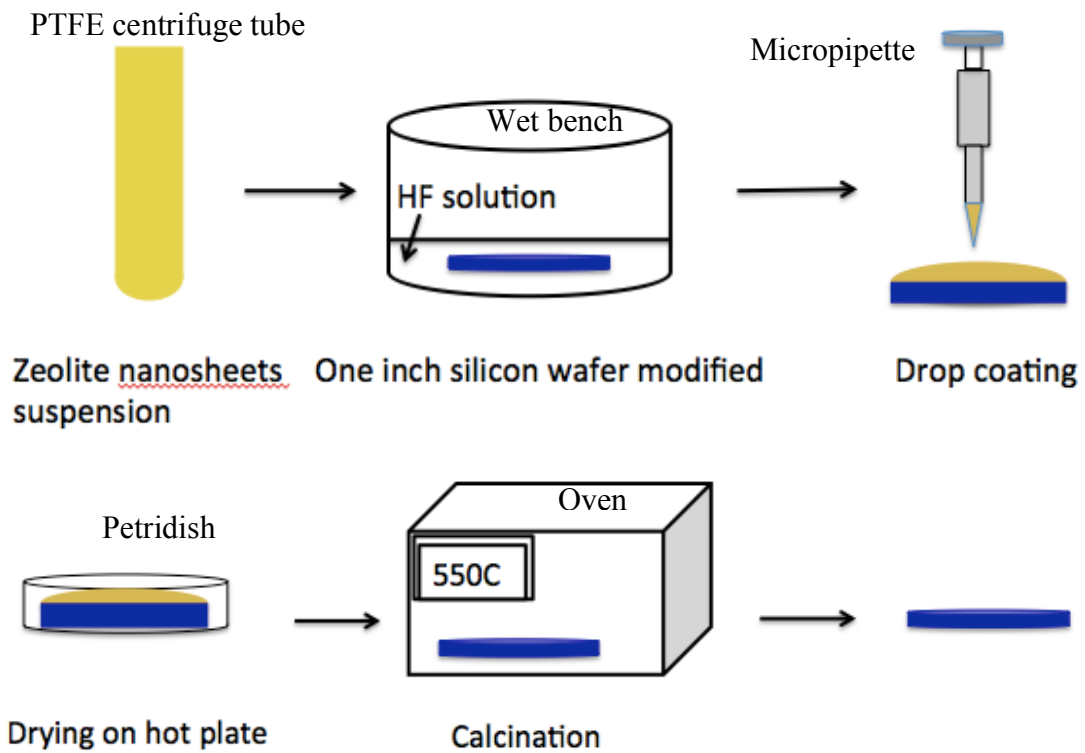 PTFE centrifuge tube
Micropipette
Wet bench
HF solution
Zeolite nanosheets
suspension
One inch silicon wafer modified
Drop coating
Petridish
Oven
550C
Drying on hot plate
Calcination